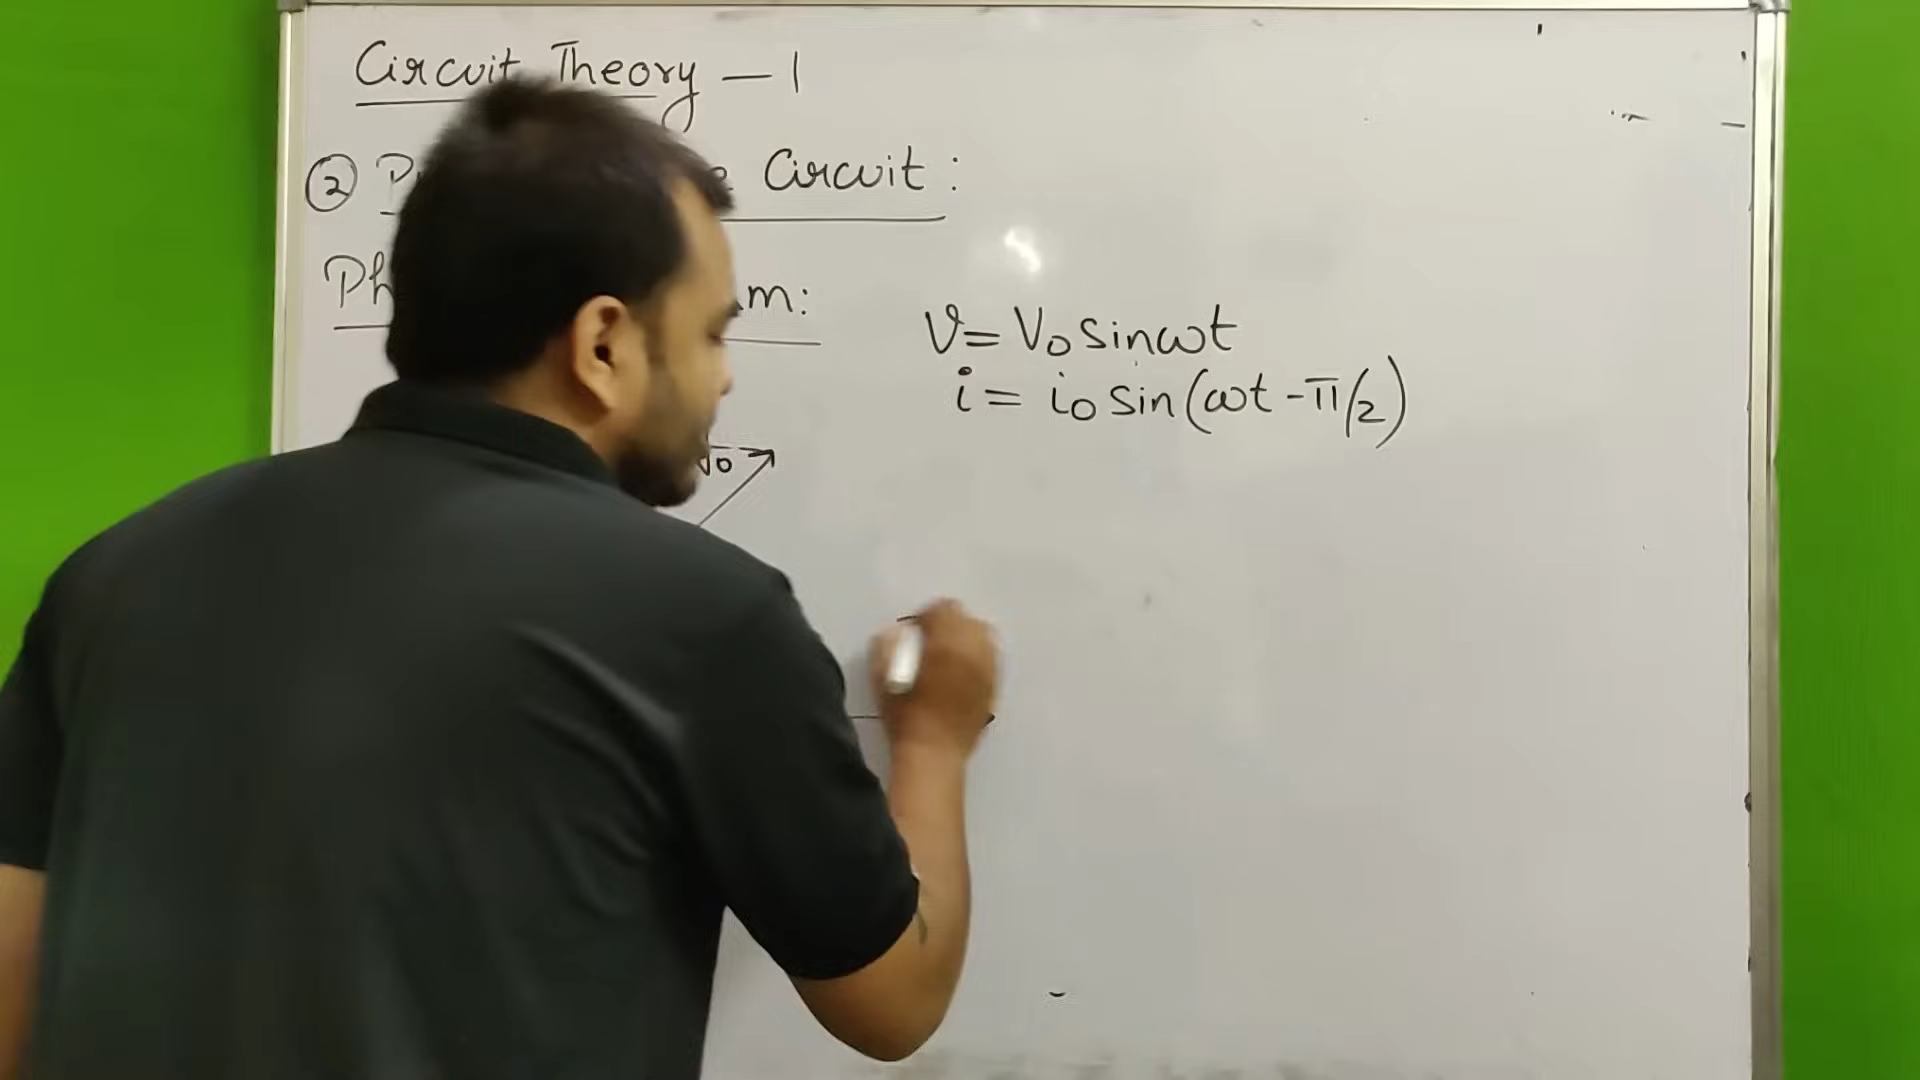 Circuit Theory - 1
② Circuit :
V = V₀ sinωt
i = i₀ sin(ωt - π/2)
V₀